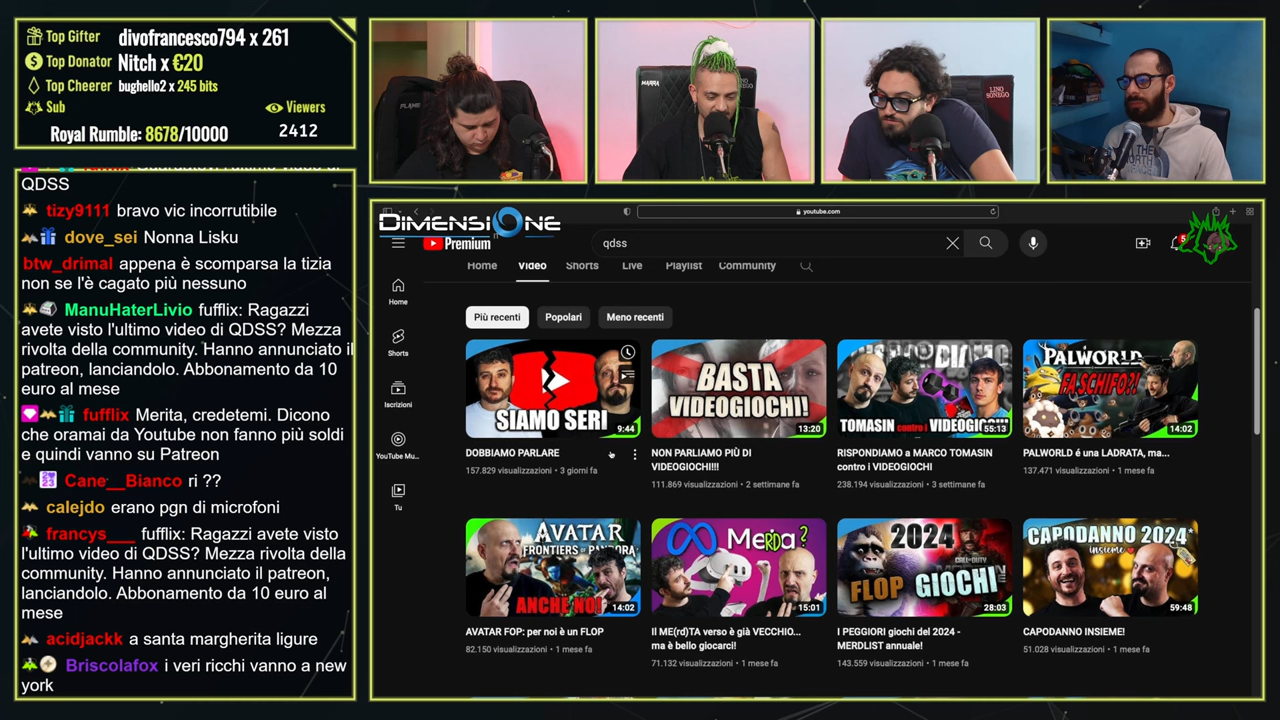 Top Gifter divofrancesco794 x 261
Top Donator Nitch x €20
Top Cheerer bughello2 x 245 bits
Sub
Viewers
Royal Rumble: 8678/10000
2412
QDSS
tizy9111 bravo vic incorrutibile
dove_sei Nonna Lisku
btw_drimal appena è scomparsa la tizia
non se l'è cagato più nessuno
ManuHaterLivio fufflix: Ragazzi
avete visto l'ultimo video di QDSS? Mezza
rivolta della community. Hanno annunciato il
patreon, lanciandolo. Abbonamento da 10
euro al mese
fufflix Merita, credetemi. Dicono
che oramai da Youtube non fanno più soldi
e quindi vanno su Patreon
Cane__Bianco ri ??
calejdo erano pgn di microfoni
francys___ fufflix: Ragazzi avete visto
l'ultimo video di QDSS? Mezza rivolta della
community. Hanno annunciato il patreon,
lanciandolo. Abbonamento da 10 euro al
mese
acidjackk a santa margherita ligure
Briscolafox i veri ricchi vanno a new
york
MARRA
LINO SONEGO
LINO SONEGO
THE NORTH
DIMENSIONE
youtube.com
Premium
qdss
Home
Video
Shorts
Live
Playlist
Community
Home
Shorts
Iscrizioni
YouTube Mu...
Tu
Più recenti
Popolari
Meno recenti
SIAMO SERI
9:44
DOBBIAMO PARLARE
157.829 visualizzazioni • 3 giorni fa
BASTA
VIDEOGIOCHI!
13:20
NON PARLIAMO PIÙ DI
VIDEOGIOCHI!!!
111.869 visualizzazioni • 2 settimane fa
TOMASIN contro i VIDEOGIOCHI
55:13
RISPONDIAMO a MARCO TOMASIN
contro i VIDEOGIOCHI
238.194 visualizzazioni • 3 settimane fa
PALWORLD
FA SCHIFO?!
14:02
PALWORLD é una LADRATA, ma...
137.471 visualizzazioni • 1 mese fa
AVATAR
FRONTIERS of PANDORA
ANCHE NO!
14:02
AVATAR FOP: per noi è un FLOP
82.150 visualizzazioni • 1 mese fa
MeRDA?
15:01
Il ME(rd)TA verso è già VECCHIO...
ma è bello giocarci!
71.132 visualizzazioni • 1 mese fa
2024
CALL OF DUTY
FLOP GIOCHI
28:03
I PEGGIORI giochi del 2024 -
MERDLIST annuale!
143.559 visualizzazioni • 1 mese fa
CAPODANNO 2024
insieme
59:48
CAPODANNO INSIEME!
51.028 visualizzazioni • 1 mese fa